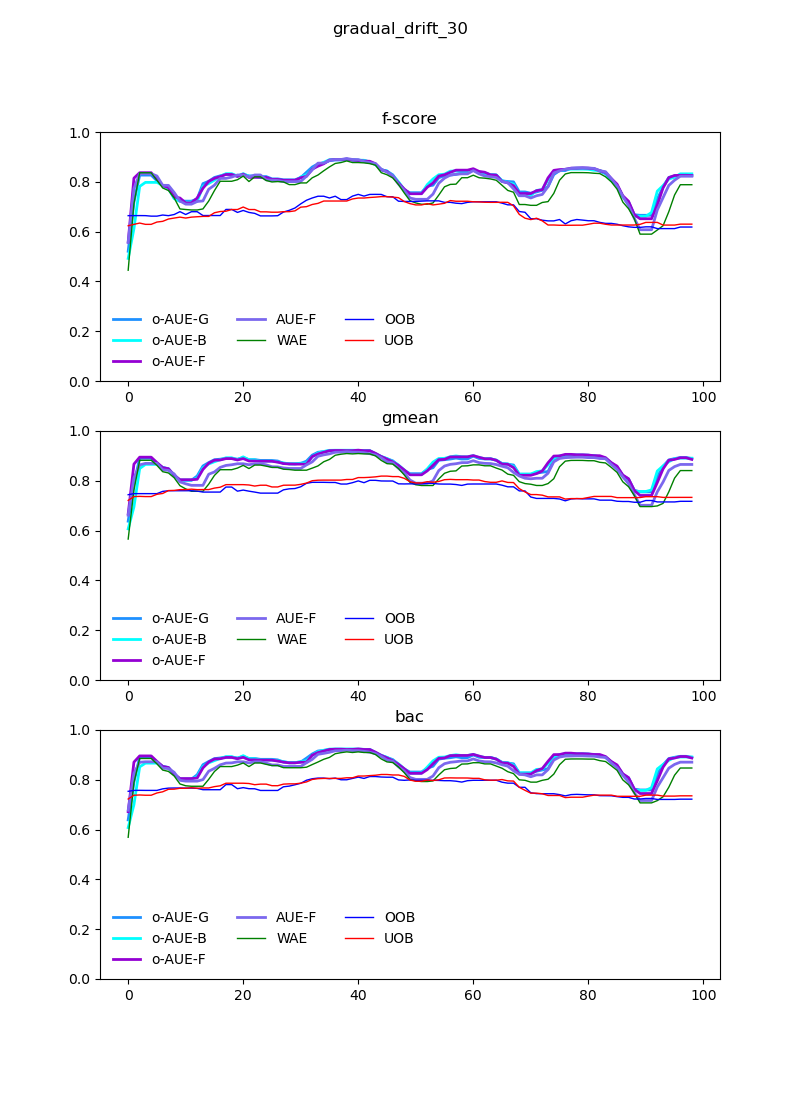 gradual_drift_30
f-score
1.0
0.8
0.6
0.4
0.2
0.0
o-AUE-G AUE-F OOB
o-AUE-B WAE UOB
o-AUE-F
0 20 40 60 80 100
gmean
1.0
0.8
0.6
0.4
0.2
0.0
o-AUE-G AUE-F OOB
o-AUE-B WAE UOB
o-AUE-F
0 20 40 60 80 100
bac
1.0
0.8
0.6
0.4
0.2
0.0
o-AUE-G AUE-F OOB
o-AUE-B WAE UOB
o-AUE-F
0 20 40 60 80 100